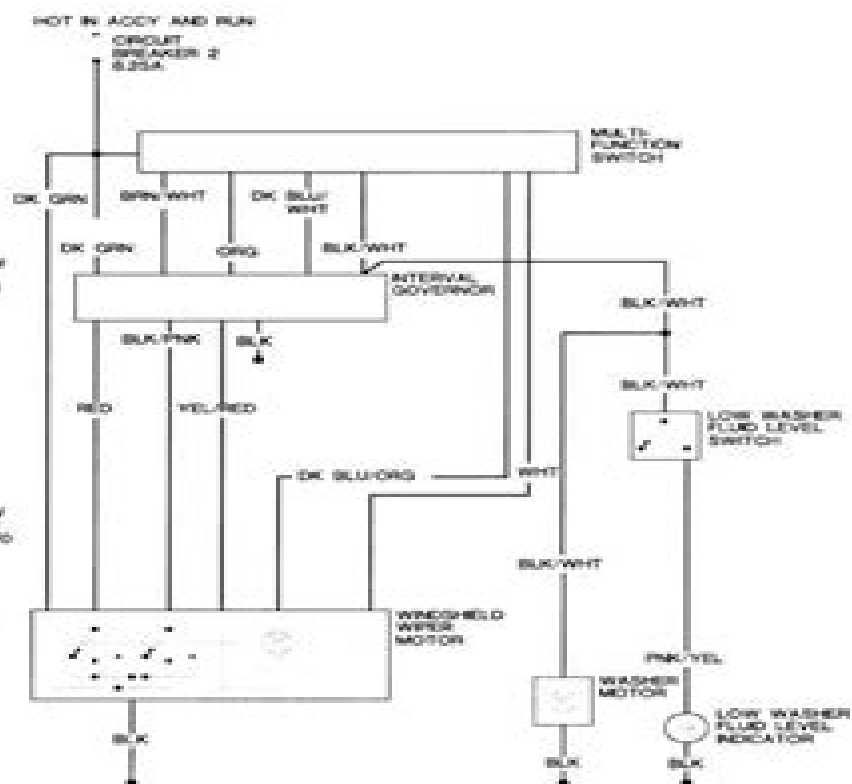 HOT IN ACCY AND RUN
CIRCUIT
BREAKER 2
8.25A
MULTI-
FUNCTION
SWITCH
DK GRN
BRN/WHT
DK BLU/
WHT
DK GRN
ORG
BLK/WHT
INTERVAL
GOVERNOR
BLK/WHT
BLK/PNK
BLK
BLK/WHT
RED
YEL/RED
LOW WASHER
FLUID LEVEL
SWITCH
DK BLU/ORG
WHT
BLK/WHT
WINDSHIELD
WIPER
MOTOR
PNK/YEL
WASHER
MOTOR
LOW WASHER
FLUID LEVEL
INDICATOR
BLK
BLK
BLK